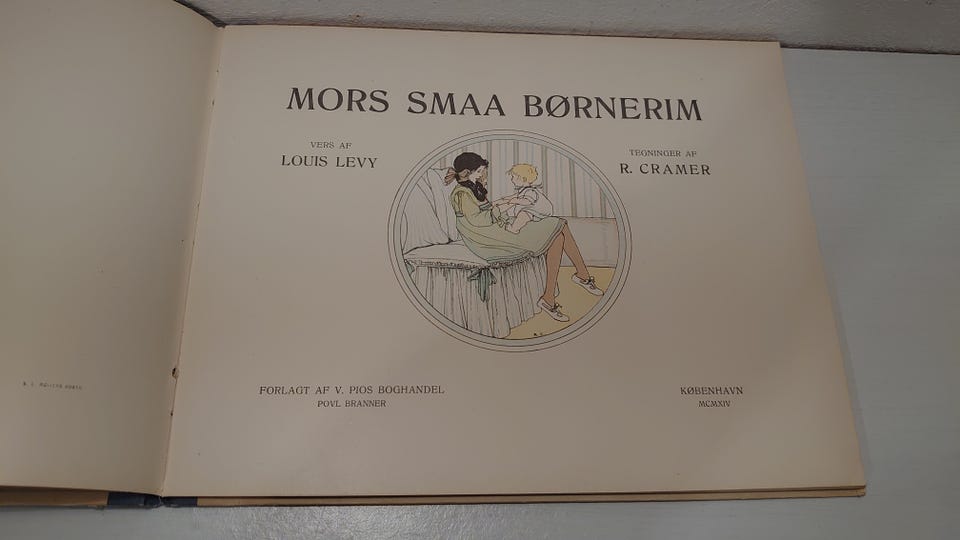 MORS SMAA BØRNERIM
VERS AF
LOUIS LEVY
TEGNINGER AF
R. CRAMER
FORLAGT AF V. PIOS BOGHANDEL
POVL BRANNER
KØBENHAVN
MCMXIV